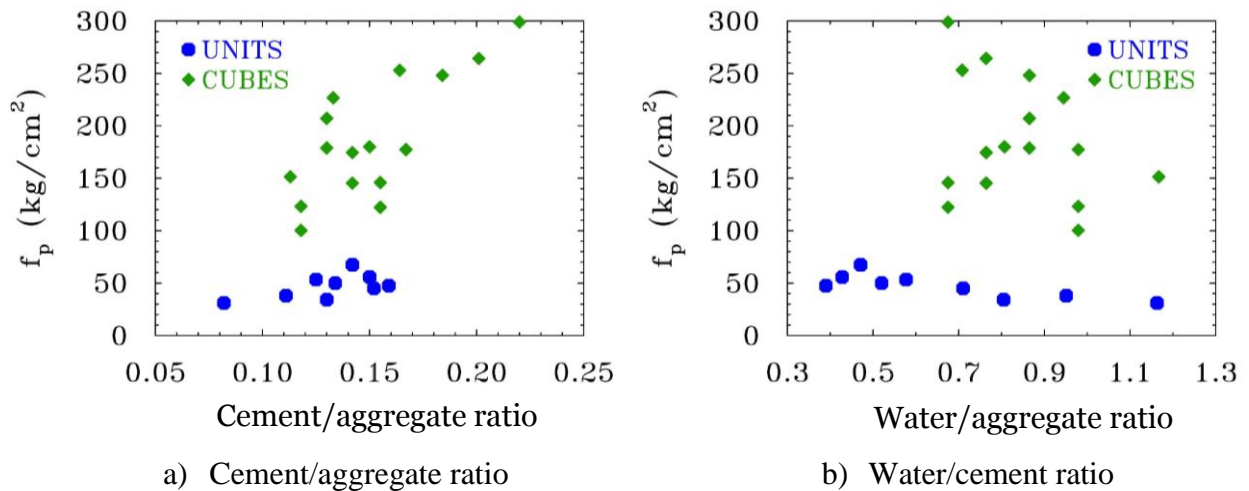 300
250
200
150
100
50
0
f_p (kg/cm²)
UNITS
CUBES
0.05 0.10 0.15 0.20 0.25
Cement/aggregate ratio
a) Cement/aggregate ratio
300
250
200
150
100
50
0
f_p (kg/cm²)
UNITS
CUBES
0.3 0.5 0.7 0.9 1.1 1.3
Water/aggregate ratio
b) Water/cement ratio